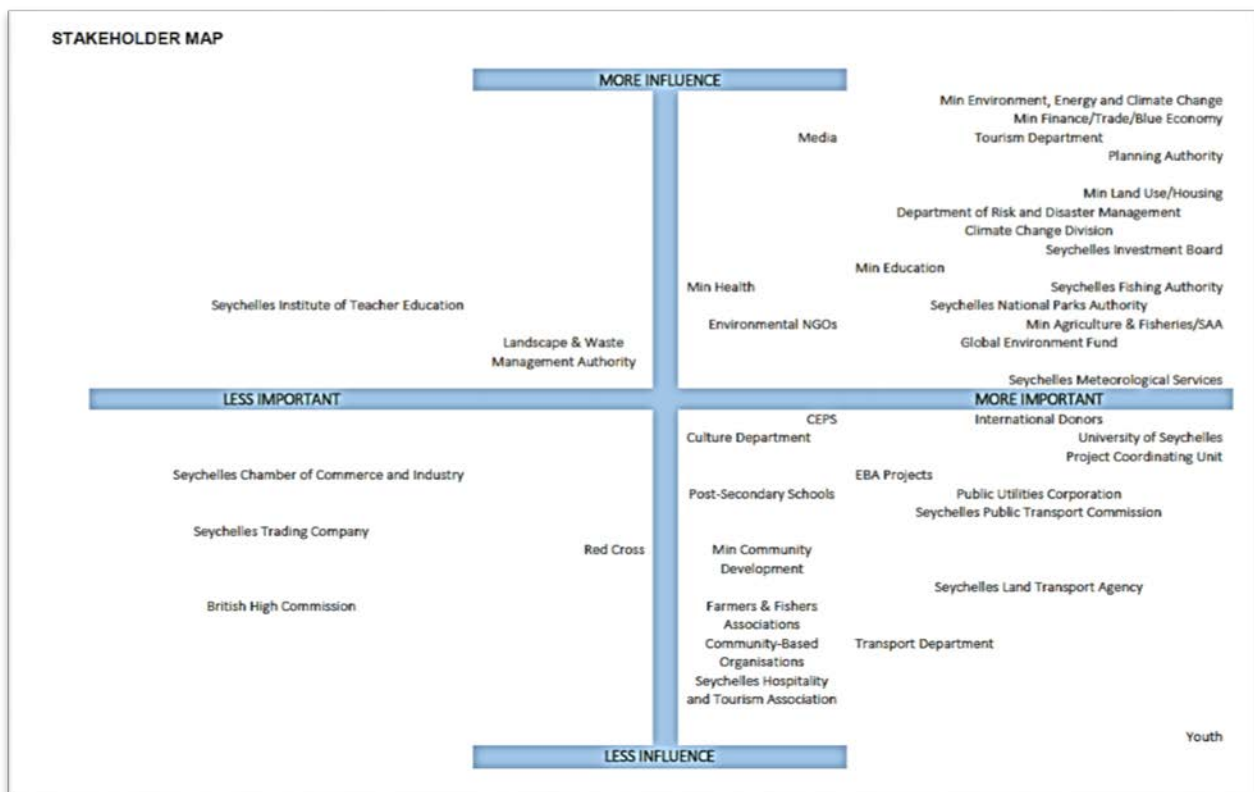 STAKEHOLDER MAP
MORE INFLUENCE
Min Environment, Energy and Climate Change
Min Finance/Trade/Blue Economy
Media
Tourism Department
Planning Authority
Min Land Use/Housing
Department of Risk and Disaster Management
Climate Change Division
Seychelles Investment Board
Min Education
Min Health
Seychelles Fishing Authority
Seychelles Institute of Teacher Education
Seychelles National Parks Authority
Environmental NGOs
Min Agriculture & Fisheries/SAA
Landscape & Waste
Management Authority
Global Environment Fund
Seychelles Meteorological Services
LESS IMPORTANT
MORE IMPORTANT
CEPS
International Donors
Culture Department
University of Seychelles
Project Coordinating Unit
Seychelles Chamber of Commerce and Industry
EBA Projects
Post-Secondary Schools
Public Utilities Corporation
Seychelles Public Transport Commission
Seychelles Trading Company
Red Cross
Min Community
Development
Seychelles Land Transport Agency
British High Commission
Farmers & Fishers
Associations
Community-Based
Organisations
Transport Department
Seychelles Hospitality
and Tourism Association
Youth
LESS INFLUENCE